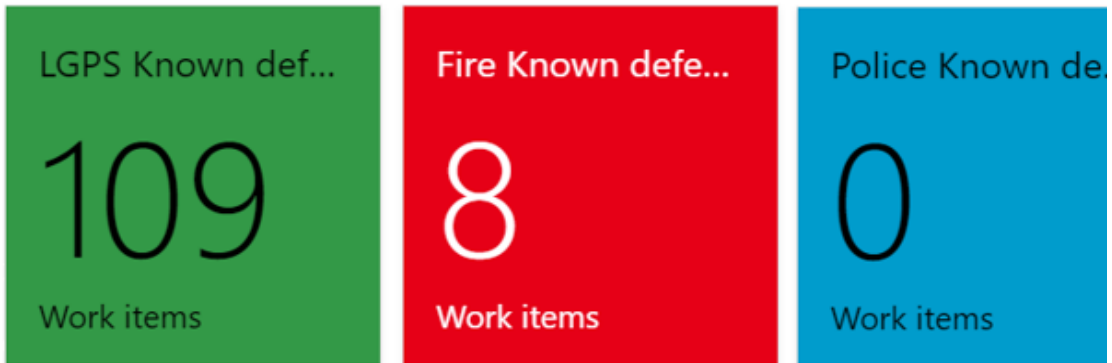 LGPS Known def...
109
Work items
Fire Known defe...
8
Work items
Police Known de.
0
Work items